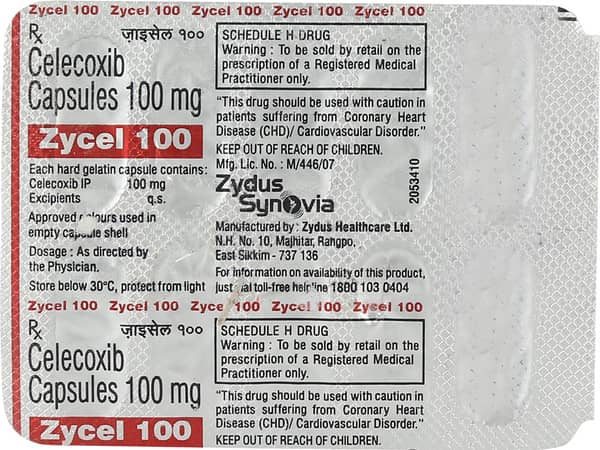 Zycel 100 Zycel 100 Zycel 100 Zycel 100 Zycel 100 Zycel 100 Zycel 100
Rx ज़ाइसेल १००
Celecoxib
Capsules 100 mg
Zycel 100
Each hard gelatin capsule contains:
Celecoxib IP 100 mg
Excipients q.s.
Approved colours used in
empty capsule shell
Dosage : As directed by
the Physician.
Store below 30°C, protect from light
SCHEDULE H DRUG
Warning : To be sold by retail on the
prescription of a Registered Medical
Practitioner only.
"This drug should be used with caution in
patients suffering from Coronary Heart
Disease (CHD)/ Cardiovascular Disorder."
KEEP OUT OF REACH OF CHILDREN.
Mfg. Lic. No. : M/446/07
2053410
Zydus
Synovia
Manufactured by : Zydus Healthcare Ltd.
N.H. No. 10, Majhitar, Rangpo,
East Sikkim - 737 136
For information on availability of this product,
just dial toll-free helpline 1800 103 0404
Zycel 100 Zycel 100 Zycel 100 Zycel 100 Zycel 100
Rx ज़ाइसेल १००
Celecoxib
Capsules 100 mg
Zycel 100
SCHEDULE H DRUG
Warning : To be sold by retail on the
prescription of a Registered Medical
Practitioner only.
"This drug should be used with caution in
patients suffering from Coronary Heart
Disease (CHD)/ Cardiovascular Disorder."
KEEP OUT OF REACH OF CHILDREN.